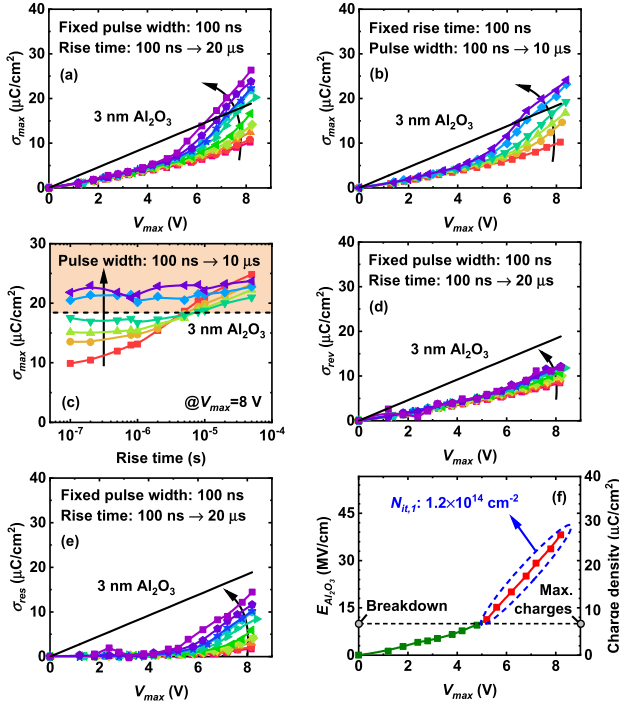 Fixed pulse width: 100 ns
Rise time: 100 ns → 20 μs
(a)
3 nm Al₂O₃
σmax (μC/cm²)
40
30
20
10
0
0 2 4 6 8
Vmax (V)
Fixed rise time: 100 ns
Pulse width: 100 ns → 10 μs
(b)
3 nm Al₂O₃
σmax (μC/cm²)
40
30
20
10
0
0 2 4 6 8
Vmax (V)
Pulse width: 100 ns → 10 μs
3 nm Al₂O₃
(c)
@Vmax=8 V
σmax (μC/cm²)
30
20
10
0
10⁻⁷ 10⁻⁶ 10⁻⁵ 10⁻⁴
Rise time (s)
Fixed pulse width: 100 ns
Rise time: 100 ns → 20 μs
(d)
3 nm Al₂O₃
σrev (μC/cm²)
40
30
20
10
0
0 2 4 6 8
Vmax (V)
Fixed pulse width: 100 ns
Rise time: 100 ns → 20 μs
(e)
3 nm Al₂O₃
σres (μC/cm²)
40
30
20
10
0
0 2 4 6 8
Vmax (V)
Nit,1: 1.2×10¹⁴ cm⁻²
(f)
Breakdown
Max.
charges
E Al₂O₃ (MV/cm)
45
30
15
0
Charge density (μC/cm²)
40
30
20
10
0
0 2 4 6 8
Vmax (V)